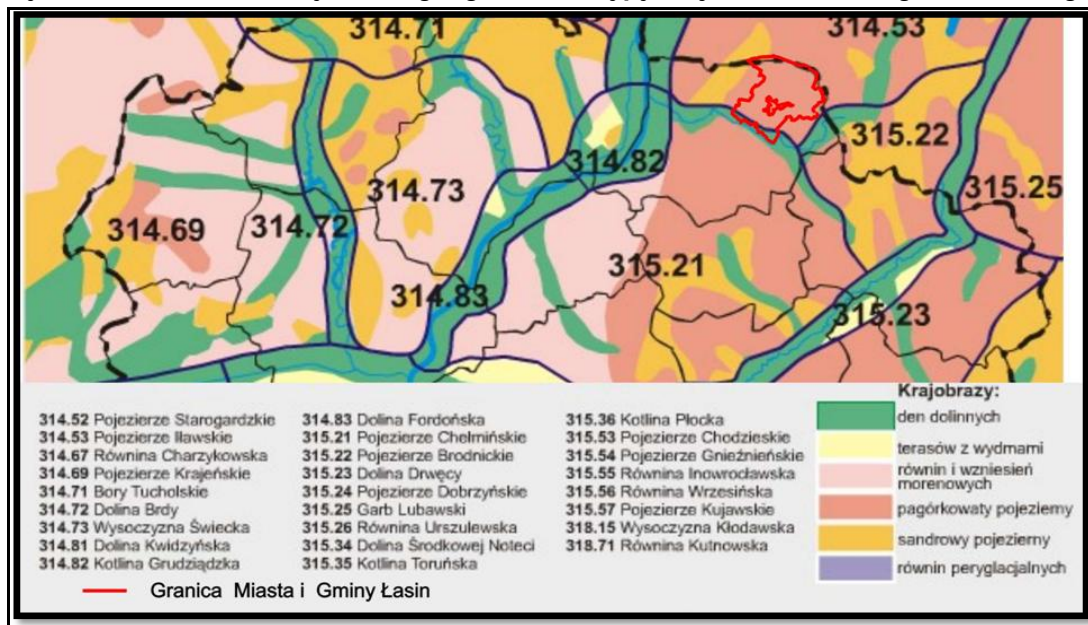 314.71
314.53
314.82
315.22
314.73
315.25
314.69
314.72
315.21
314.83
315.23
Krajobrazy:
den dolinnych
terasów z wydmami
równin i wzniesień
morenowych
pagórkowaty pojezierny
sandrowy pojezierny
równin peryglacjalnych
314.52 Pojezierze Starogardzkie
314.53 Pojezierze Iławskie
314.67 Równina Charzykowska
314.69 Pojezierze Krajeńskie
314.71 Bory Tucholskie
314.72 Dolina Brdy
314.73 Wysoczyzna Świecka
314.81 Dolina Kwidzyńska
314.82 Kotlina Grudziądzka
314.83 Dolina Fordońska
315.21 Pojezierze Chełmińskie
315.22 Pojezierze Brodnickie
315.23 Dolina Drwęcy
315.24 Pojezierze Dobrzyńskie
315.25 Garb Lubawski
315.26 Równina Urszulewska
315.34 Dolina Środkowej Noteci
315.35 Kotlina Toruńska
315.36 Kotlina Płocka
315.53 Pojezierze Chodzieskie
315.54 Pojezierze Gnieźnieńskie
315.55 Równina Inowrocławska
315.56 Równina Wrzesińska
315.57 Pojezierze Kujawskie
318.15 Wysoczyzna Kłodawska
318.71 Równina Kutnowska
Granica Miasta i Gminy Łasin